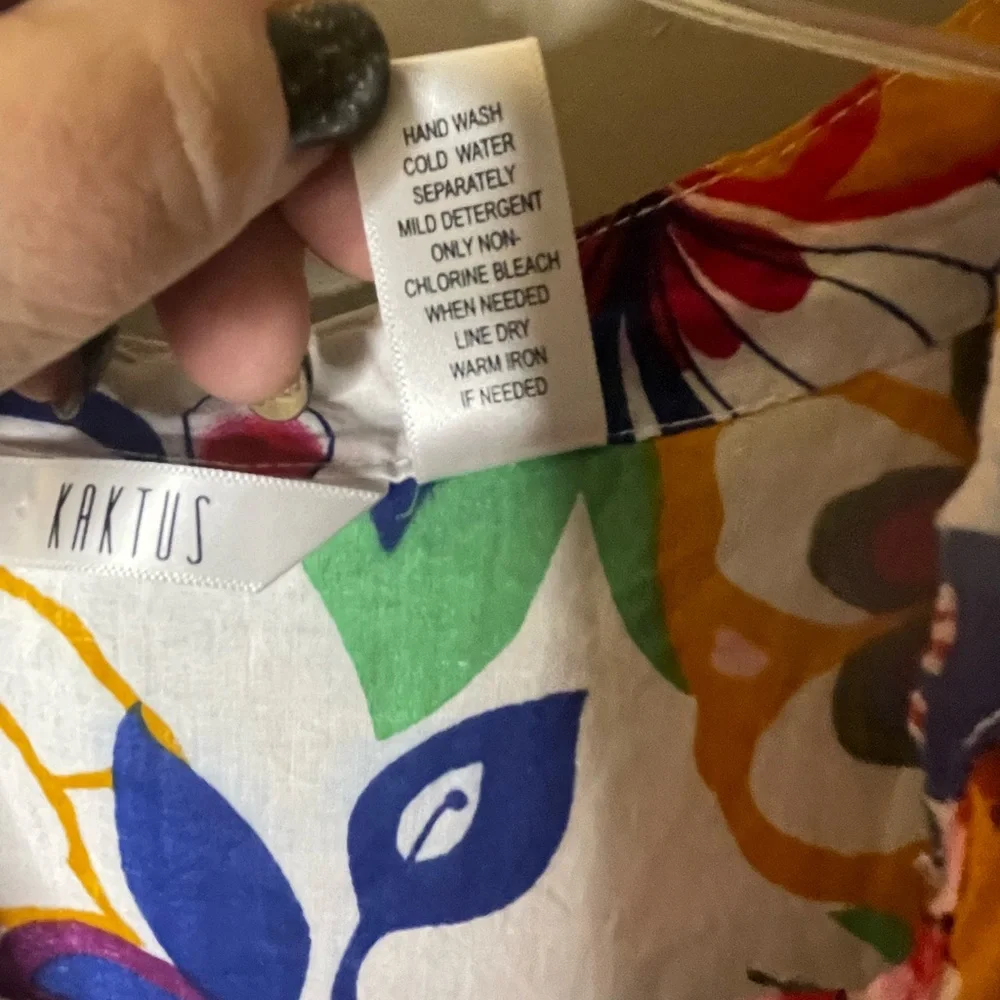 HAND WASH
COLD WATER
SEPARATELY
MILD DETERGENT
ONLY NON-
CHLORINE BLEACH
WHEN NEEDED
LINE DRY
WARM IRON
IF NEEDED
KAKTUS